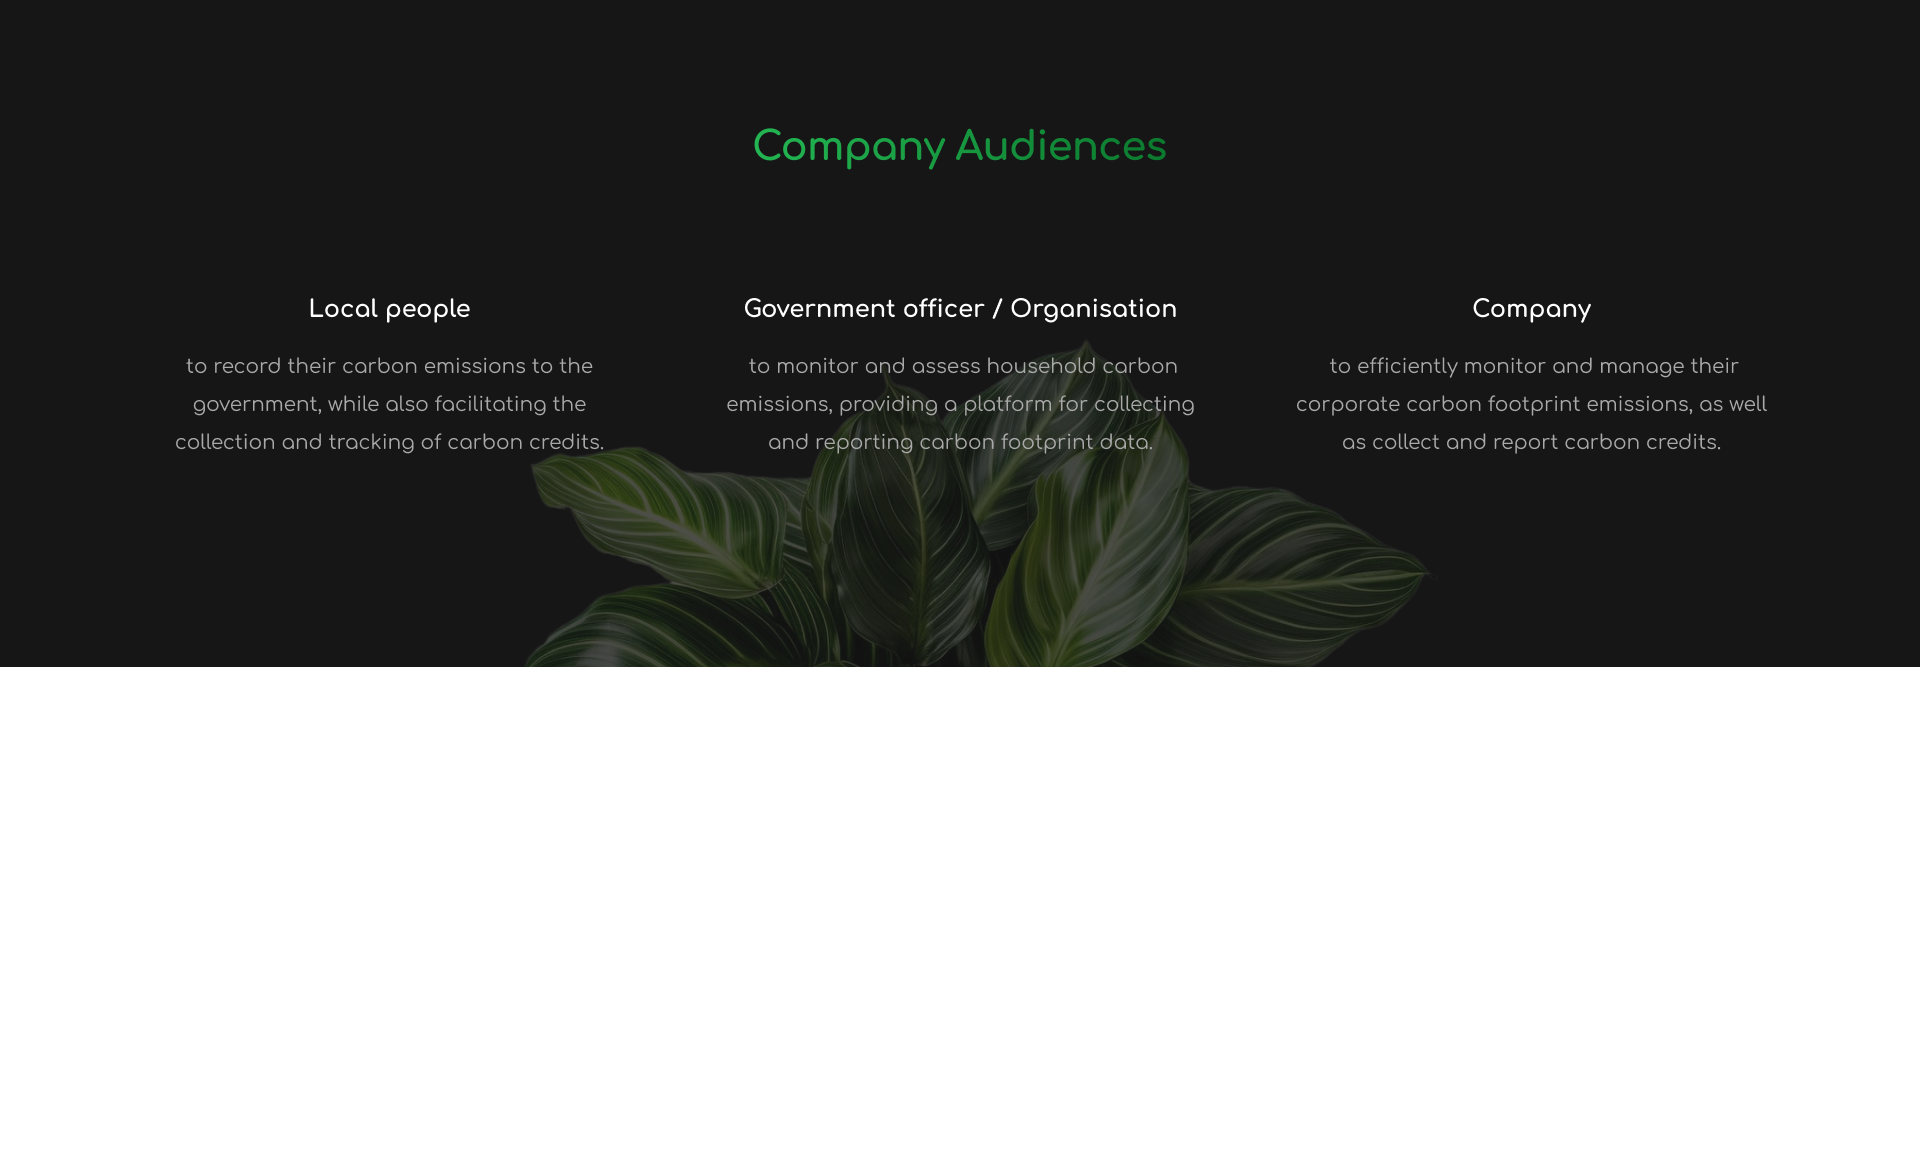 Company Audiences
Local people
to record their carbon emissions to the
government, while also facilitating the
collection and tracking of carbon credits.
Government officer / Organisation
to monitor and assess household carbon
emissions, providing a platform for collecting
and reporting carbon footprint data.
Company
to efficiently monitor and manage their
corporate carbon footprint emissions, as well
as collect and report carbon credits.